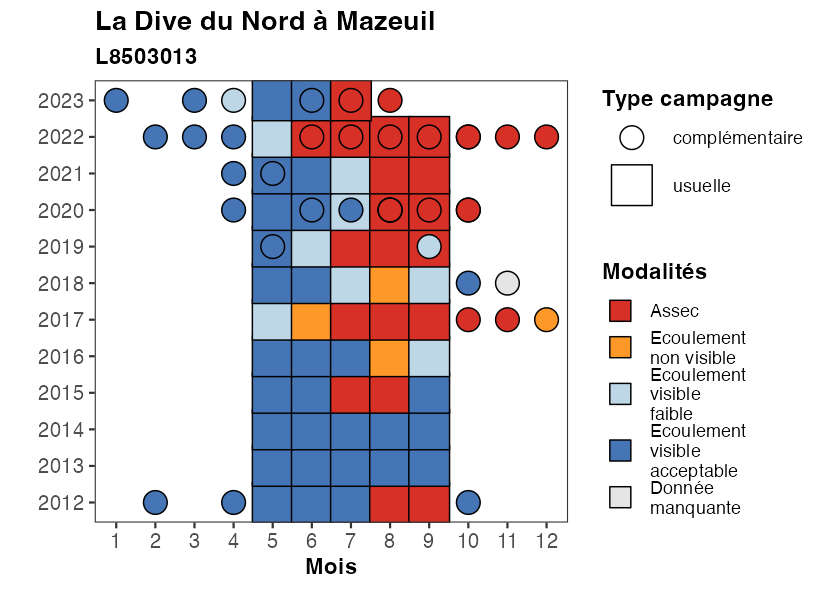 La Dive du Nord à Mazeuil
L8503013
2023
2022
2021
2020
2019
2018
2017
2016
2015
2014
2013
2012
1 2 3 4 5 6 7 8 9 10 11 12
Mois
Type campagne
complémentaire
usuelle
Modalités
Assec
Ecoulement
non visible
Ecoulement
visible
faible
Ecoulement
visible
acceptable
Donnée
manquante